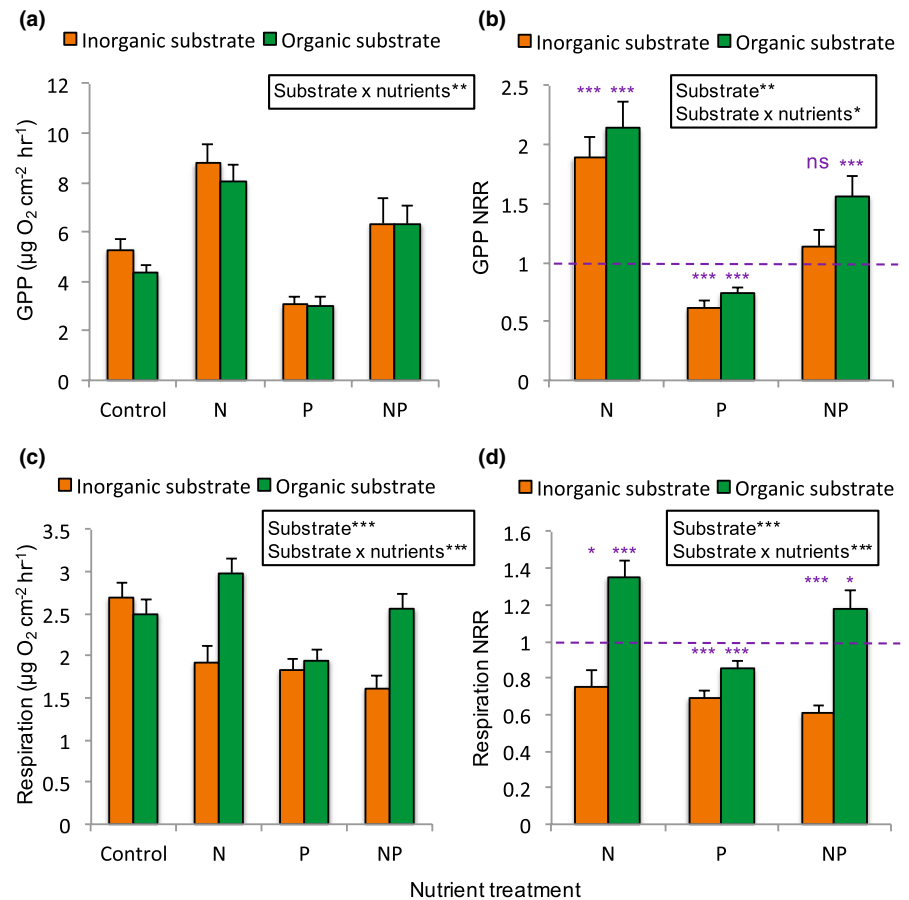 (a)
Inorganic substrate Organic substrate
Substrate x nutrients**
GPP (µg O2 cm-2 hr-1)
12
10
8
6
4
2
0
Control N P NP
(b)
Inorganic substrate Organic substrate
Substrate**
Substrate x nutrients*
GPP NRR
2.5
2
1.5
1
0.5
0
*** ***
*** ***
ns ***
N P NP
(c)
Inorganic substrate Organic substrate
Substrate***
Substrate x nutrients***
Respiration (µg O2 cm-2 hr-1)
3.5
3
2.5
2
1.5
1
0.5
0
Control N P NP
(d)
Inorganic substrate Organic substrate
Substrate***
Substrate x nutrients***
Respiration NRR
1.6
1.4
1.2
1
0.8
0.6
0.4
0.2
0
* ***
*** ***
*** *
N P NP
Nutrient treatment